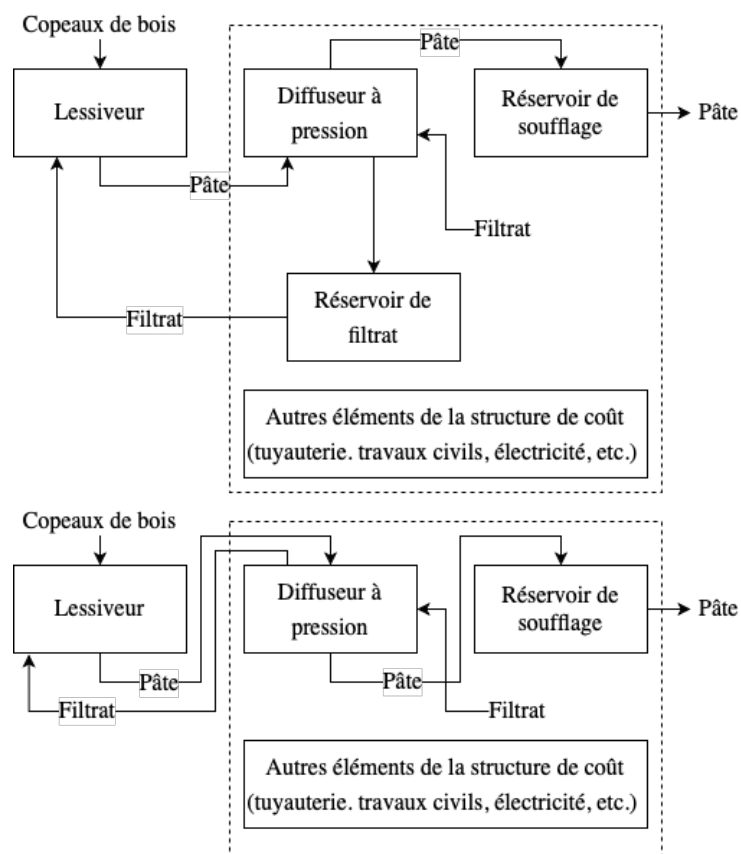 Copeaux de bois
Lessiveur
Pâte
Diffuseur à
pression
Pâte
Réservoir de
soufflage
Pâte
Filtrat
Filtrat
Réservoir de
filtrat
Autres éléments de la structure de coût
(tuyauterie. travaux civils, électricité, etc.)
Copeaux de bois
Lessiveur
Pâte
Filtrat
Diffuseur à
pression
Pâte
Réservoir de
soufflage
Pâte
Filtrat
Autres éléments de la structure de coût
(tuyauterie. travaux civils, électricité, etc.)